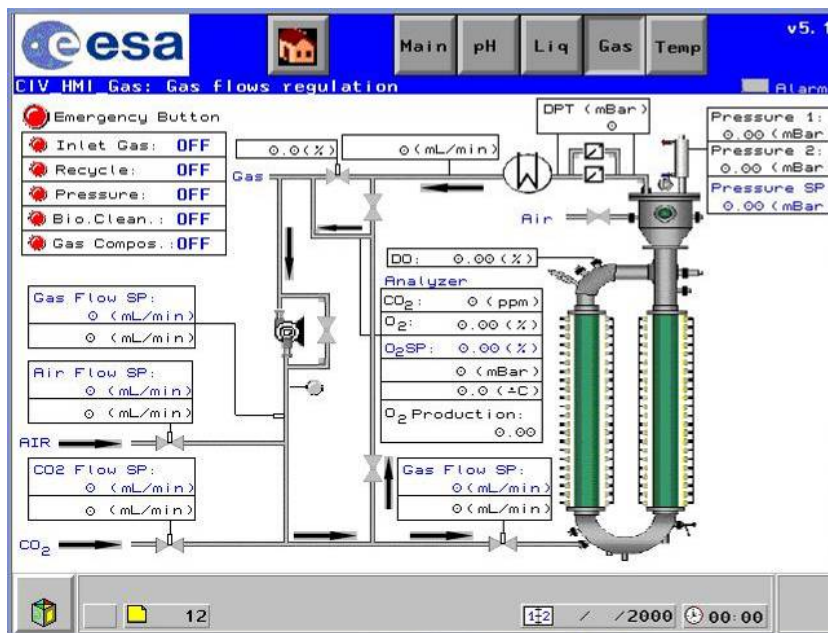 esa
Main
pH
Liq
Gas
Temp
v5.1
CIV_HMI_Gas: Gas flows regulation
Alarm
Emergency Button
Inlet Gas: OFF
Recycle: OFF
Pressure: OFF
Bio.Clean.: OFF
Gas Compos.: OFF
0.0(%)
0(mL/min)
DPT (mBar)
0
Pressure 1:
0.00 (mBar
Pressure 2:
0.00 (mBar
Pressure SP
0.00 (mBar
Gas
Air
DO: 0.00(%)
Analyzer
CO2: 0 (ppm)
O2: 0.00(%)
O2SP: 0.00(%)
0 (mBar)
0.0(±C)
O2 Production:
0.00
Gas Flow SP:
0 (mL/min)
0 (mL/min)
Air Flow SP:
0 (mL/min)
0 (mL/min)
AIR
CO2 Flow SP:
0 (mL/min)
0 (mL/min)
CO2
Gas Flow SP:
0(mL/min)
0(mL/min)
12
/ /2000
00:00